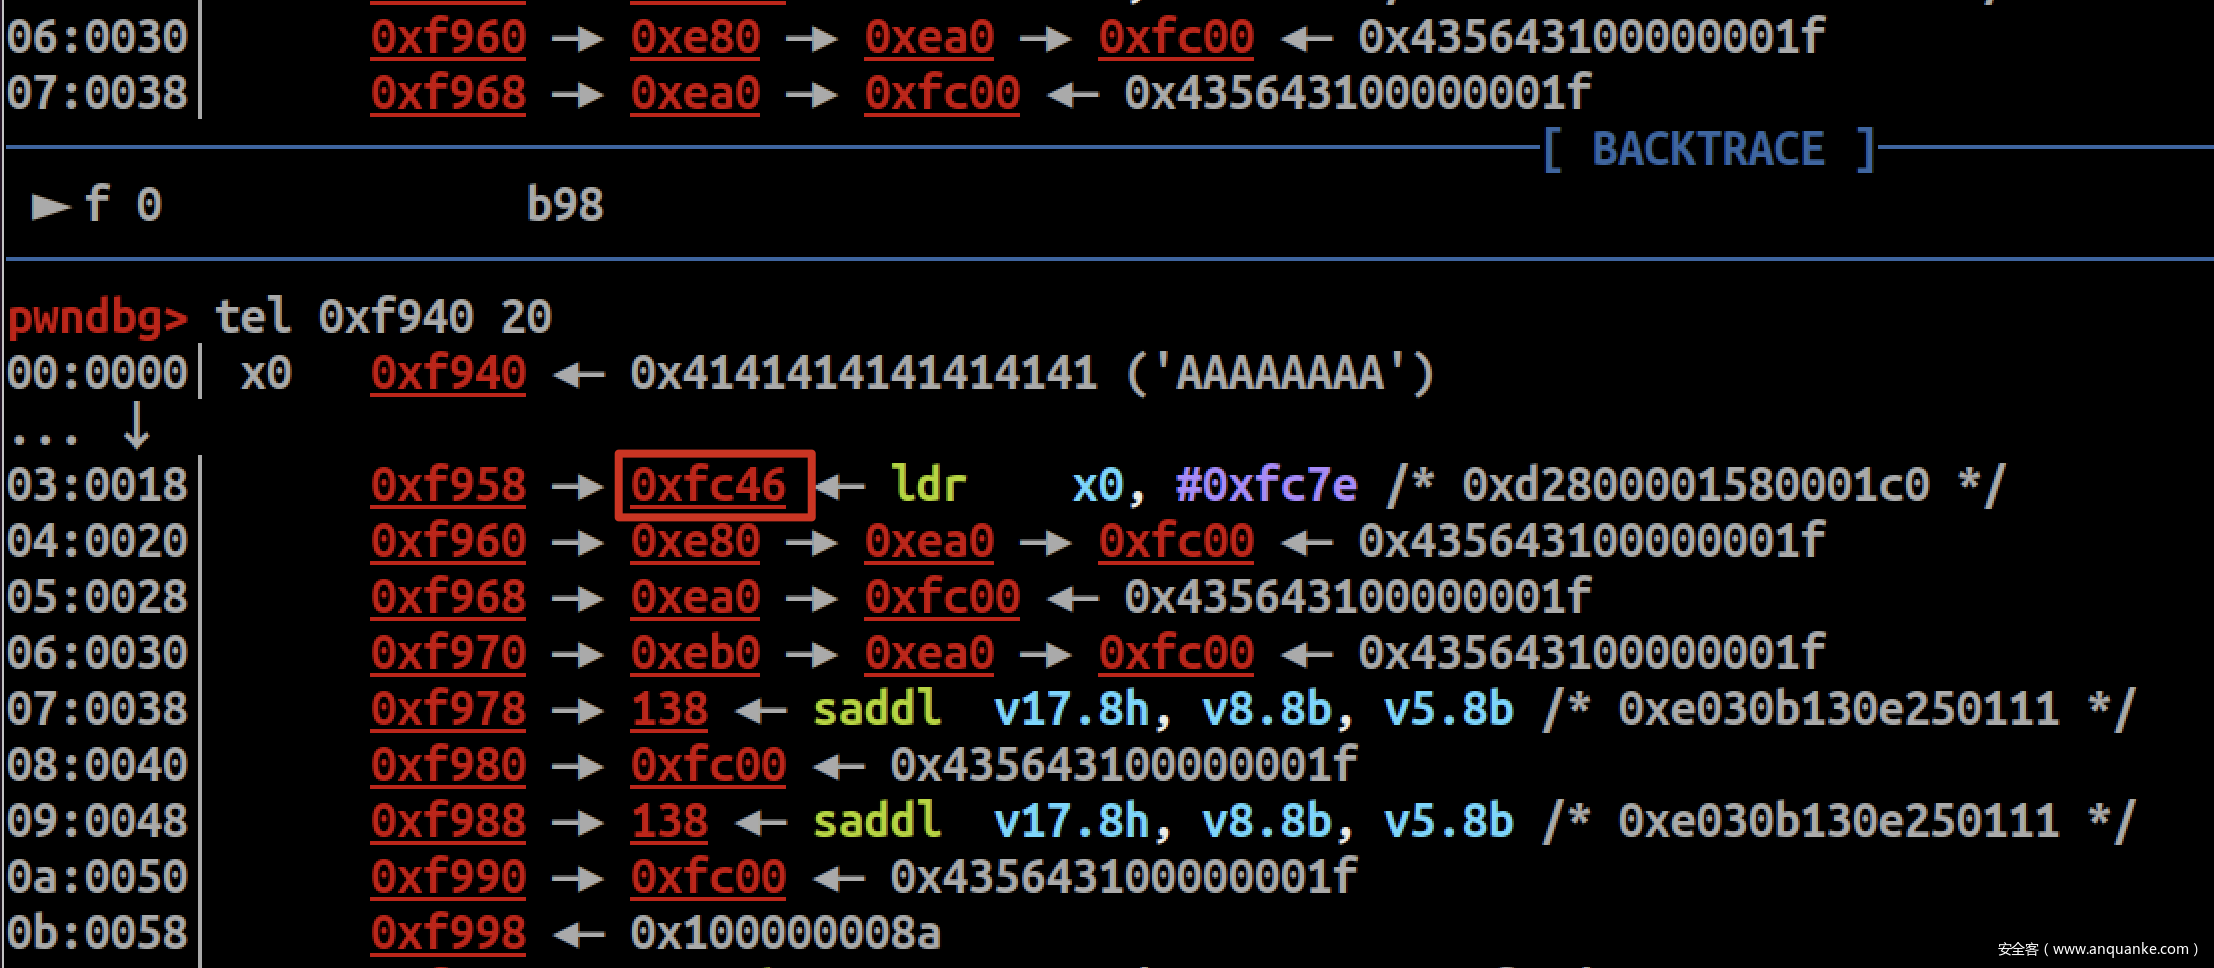 06:0030│ 0xf960 —▸ 0xe80 —▸ 0xea0 —▸ 0xfc00 ◂— 0x435643100000001f
07:0038│ 0xf968 —▸ 0xea0 —▸ 0xfc00 ◂— 0x435643100000001f
[ BACKTRACE ]
► f 0 b98
pwndbg> tel 0xf940 20
00:0000│ x0 0xf940 ◂— 0x4141414141414141 ('AAAAAAAA')
... ↓
03:0018│ 0xf958 —▸ 0xfc46 ◂— ldr x0, #0xfc7e /* 0xd2800001580001c0 */
04:0020│ 0xf960 —▸ 0xe80 —▸ 0xea0 —▸ 0xfc00 ◂— 0x435643100000001f
05:0028│ 0xf968 —▸ 0xea0 —▸ 0xfc00 ◂— 0x435643100000001f
06:0030│ 0xf970 —▸ 0xeb0 —▸ 0xea0 —▸ 0xfc00 ◂— 0x435643100000001f
07:0038│ 0xf978 —▸ 138 ◂— saddl v17.8h, v8.8b, v5.8b /* 0xe030b130e250111 */
08:0040│ 0xf980 —▸ 0xfc00 ◂— 0x435643100000001f
09:0048│ 0xf988 —▸ 138 ◂— saddl v17.8h, v8.8b, v5.8b /* 0xe030b130e250111 */
0a:0050│ 0xf990 —▸ 0xfc00 ◂— 0x435643100000001f
0b:0058│ 0xf998 ◂— 0x100000008a
安全客（www.anquanke.com）